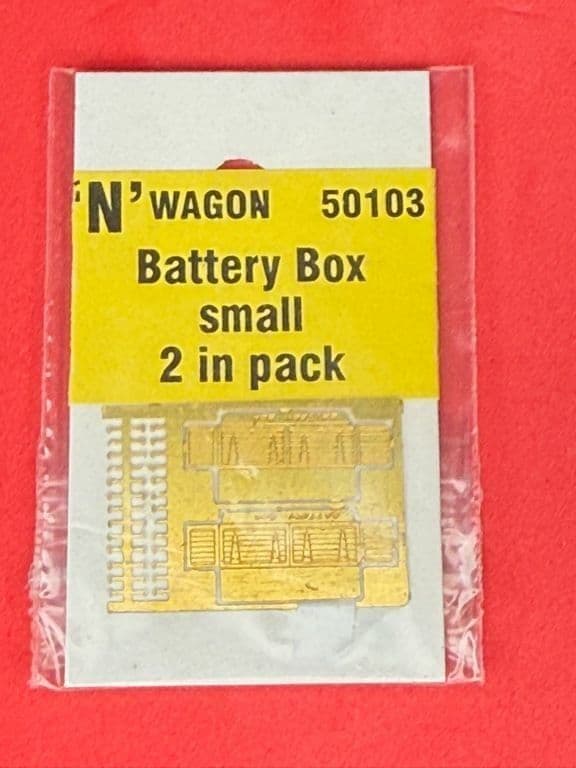 'N' WAGON 50103
Battery Box
small
2 in pack